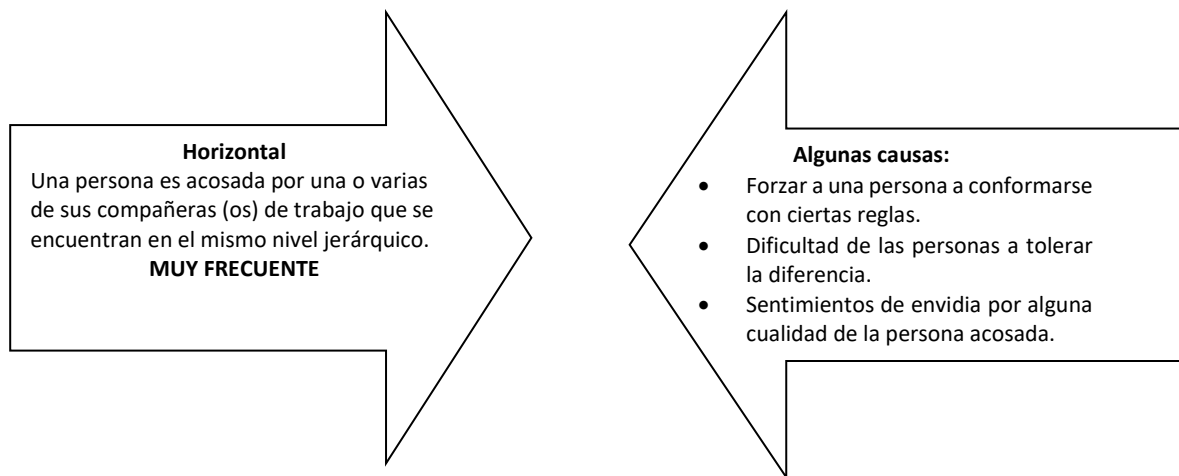 Horizontal
Una persona es acosada por una o varias
de sus compañeras (os) de trabajo que se
encuentran en el mismo nivel jerárquico.
MUY FRECUENTE
Algunas causas:
• Forzar a una persona a conformarse
con ciertas reglas.
• Dificultad de las personas a tolerar
la diferencia.
• Sentimientos de envidia por alguna
cualidad de la persona acosada.